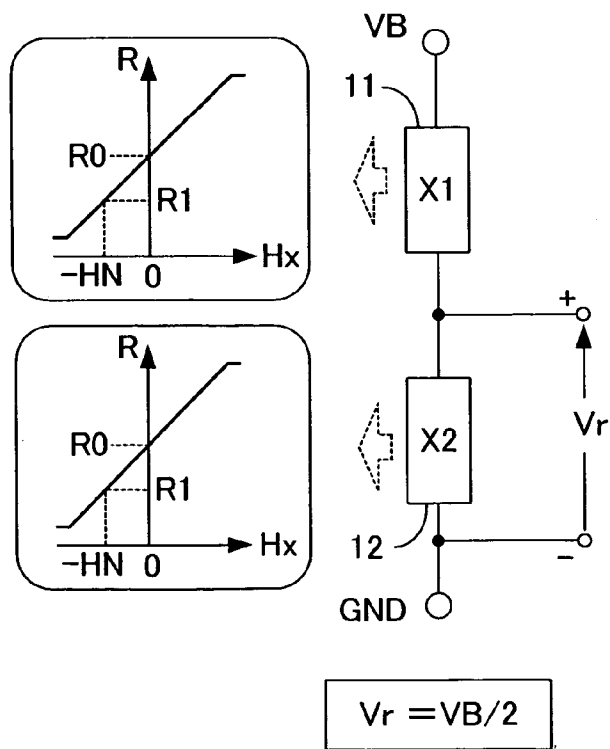 VB
11
R
X1
R0
R1
Hx
-HN
0
+
R
R0
X2
Vr
R1
Hx
-HN
0
12
−
GND
Vr = VB/2